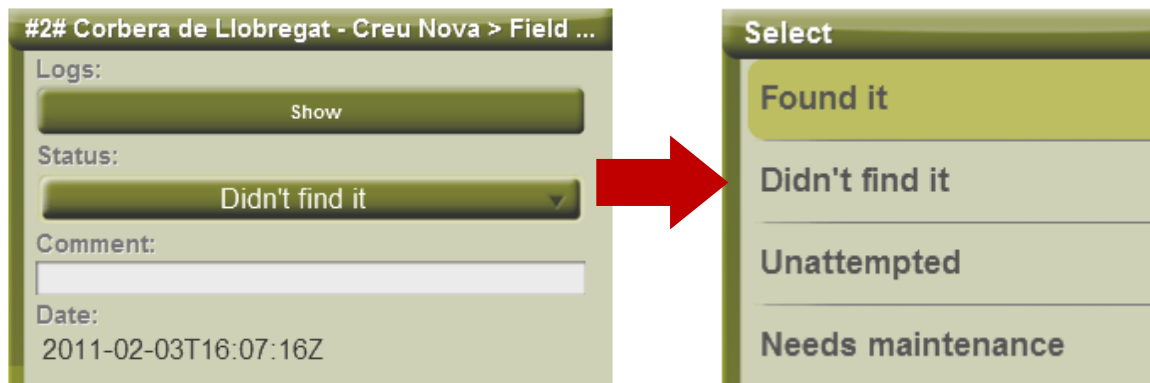 #2# Corbera de Llobregat - Creu Nova > Field ...
Logs:
Show
Status:
Didn't find it
Comment:
Date:
2011-02-03T16:07:16Z
Select
Found it
Didn't find it
Unattempted
Needs maintenance